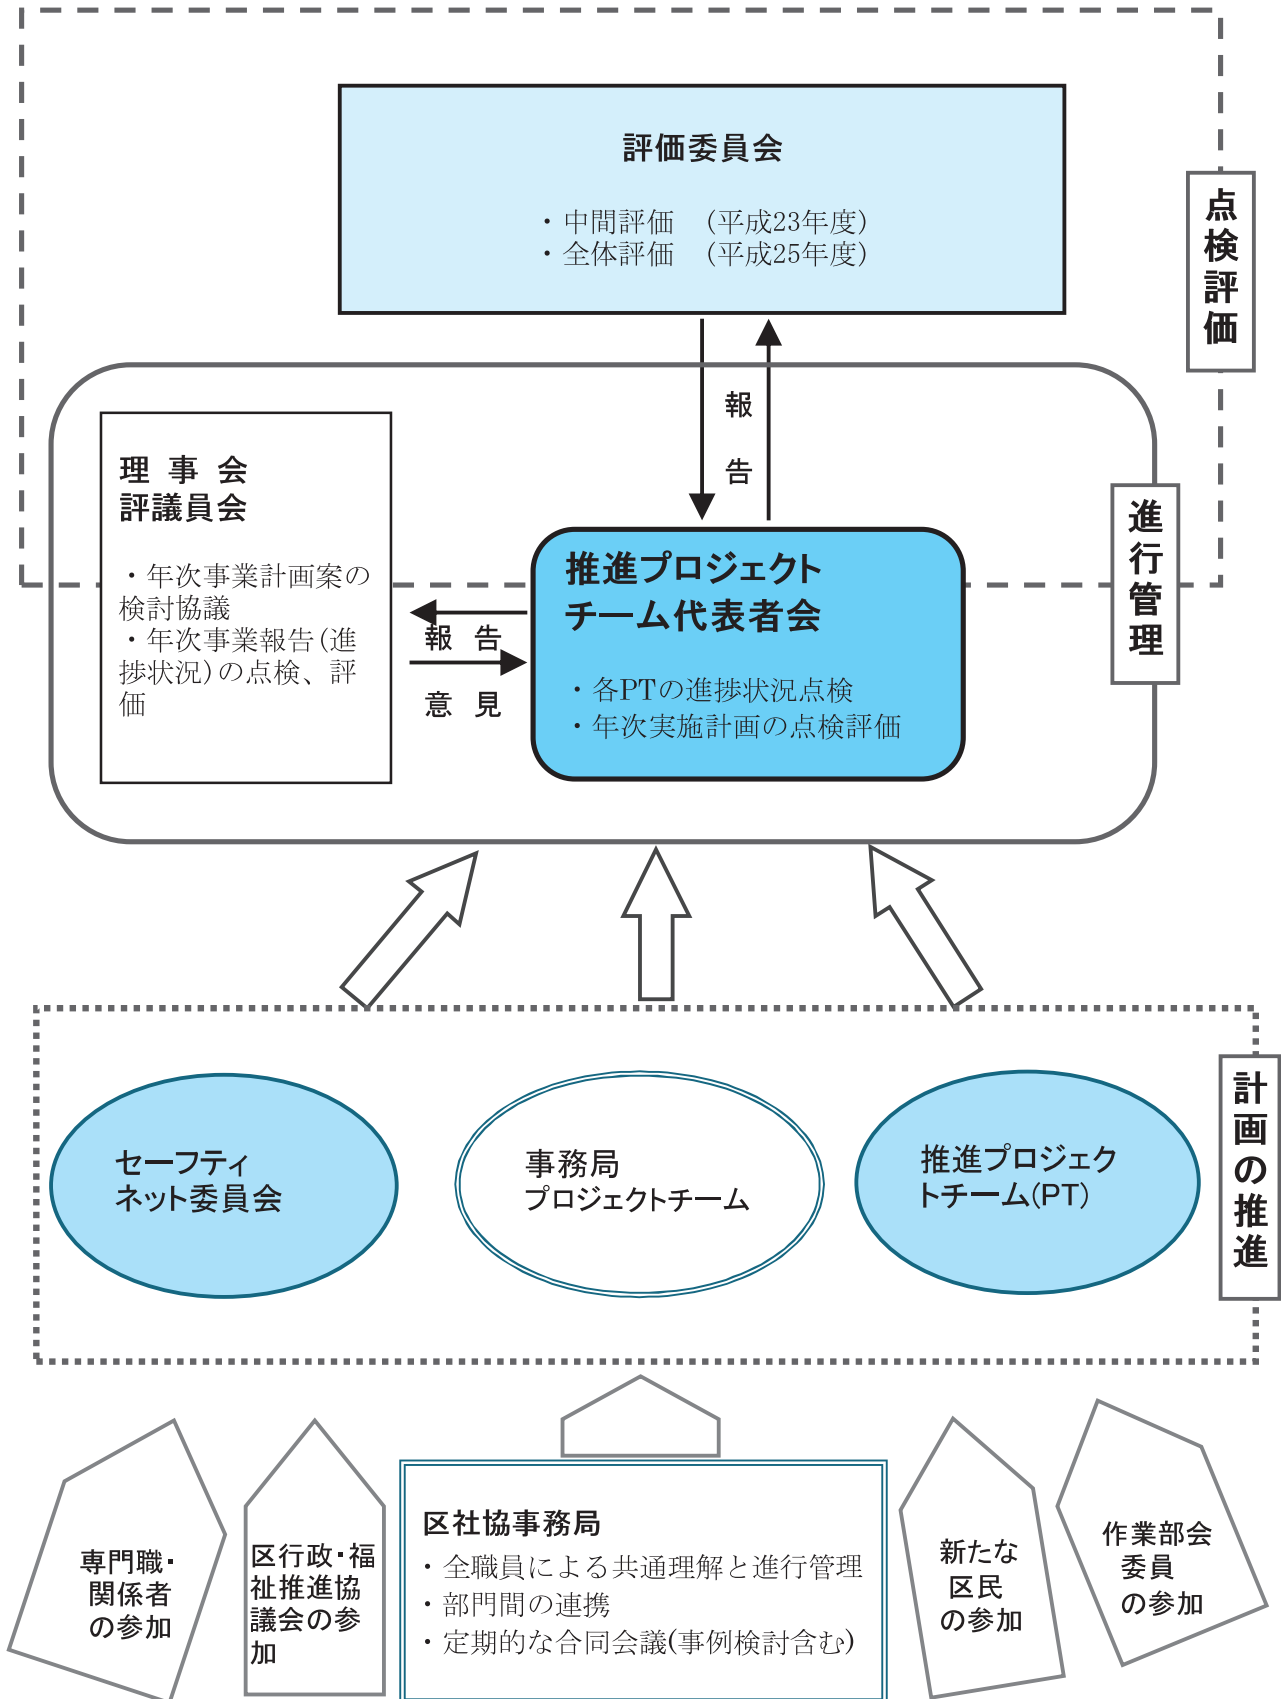 評価委員会
・中間評価　（平成23年度）
・全体評価　（平成25年度）
点検評価
報告
理 事 会
評議員会
・年次事業計画案の
検討協議
・年次事業報告（進
捗状況）の点検、評
価
報 告
意 見
推進プロジェクト
チーム代表者会
・各PTの進捗状況点検
・年次実施計画の点検評価
進行管理
セーフティ
ネット委員会
事務局
プロジェクトチーム
推進プロジェク
トチーム(PT)
計画の推進
専門職・
関係者
の参加
区行政・福
祉推進協
議会の参
加
区社協事務局
・全職員による共通理解と進行管理
・部門間の連携
・定期的な合同会議(事例検討含む)
新たな
区民
の参加
作業部会
委員
の参加